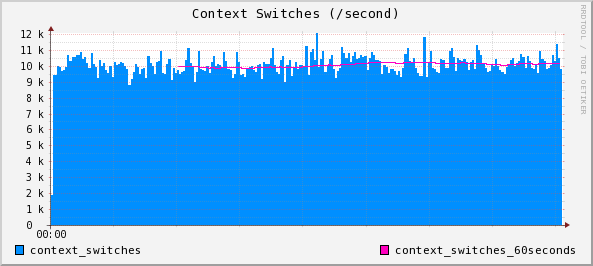 Context Switches (/second)
RRDTOOL / TOBI OETIKER
12 k
11 k
10 k
9 k
8 k
7 k
6 k
5 k
4 k
3 k
2 k
1 k
0
00:00
context_switches
context_switches_60seconds